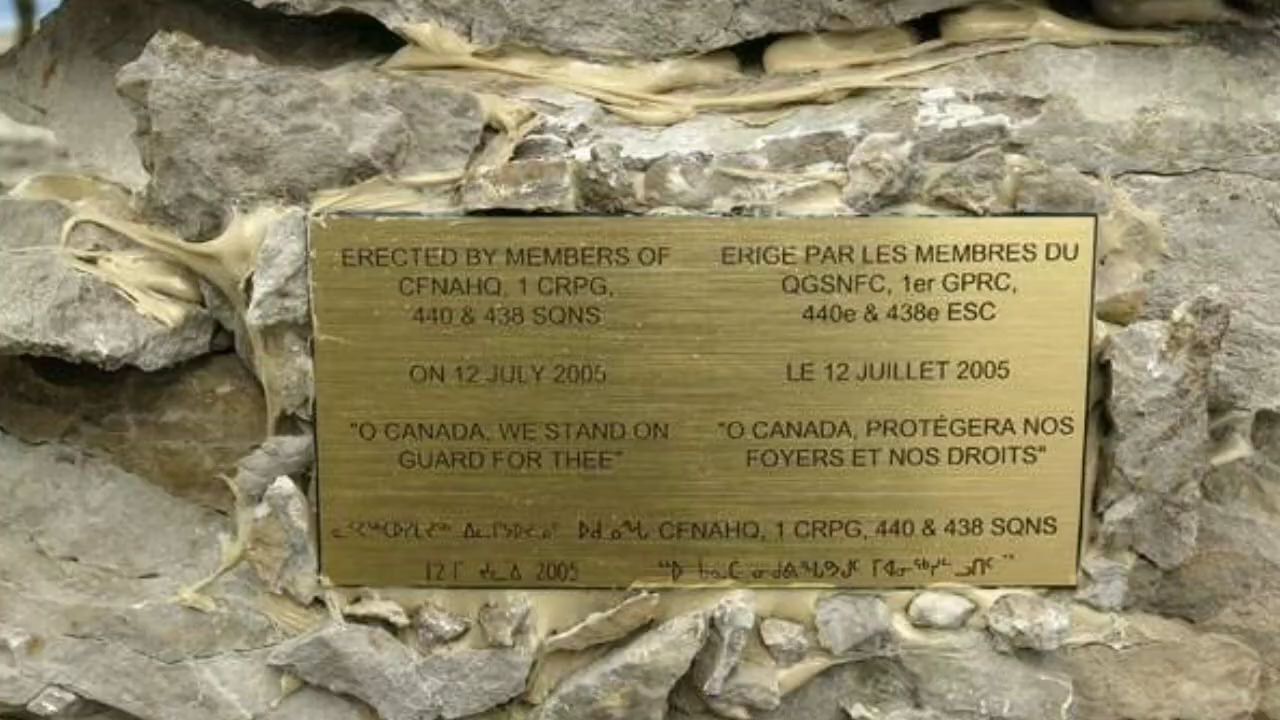 ERECTED BY MEMBERS OF
CFNAHQ, 1 CRPG,
440 & 438 SQNS
ON 12 JULY 2005
"O CANADA, WE STAND ON
GUARD FOR THEE"
ERIGE PAR LES MEMBRES DU
QGSNFC, 1er GPRC,
440e & 438e ESC
LE 12 JUILLET 2005
"O CANADA, PROTÉGERA NOS
FOYERS ET NOS DROITS"
CFNAHQ, 1 CRPG, 440 & 438 SQNS
12 2005